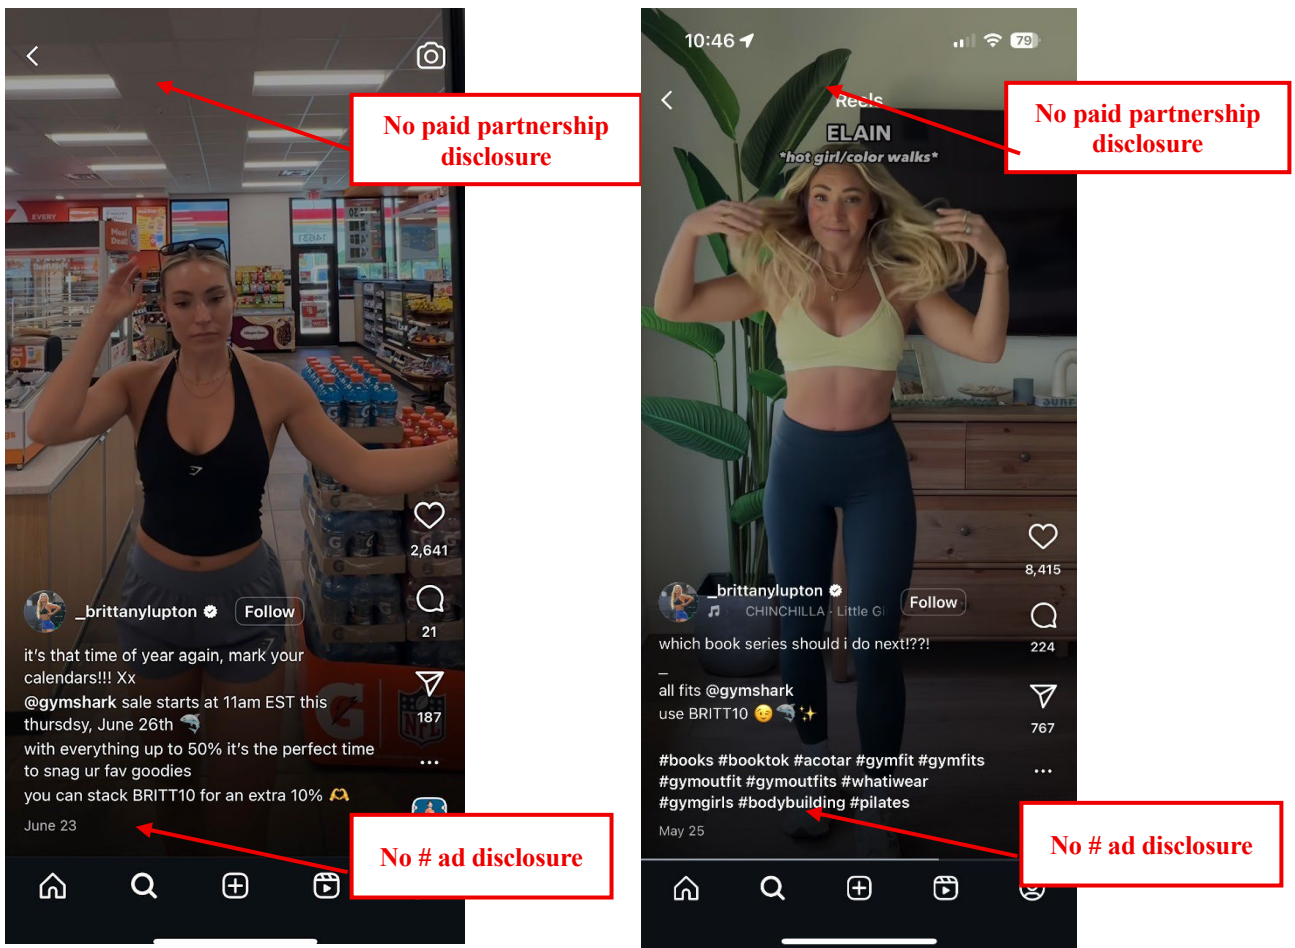 No paid partnership
disclosure
EVERY
Meal
Deal!
G
NFL
2,641
_brittanylupton
Follow
21
it's that time of year again, mark your
calendars!!! Xx
@gymshark sale starts at 11am EST this
thursdsy, June 26th 🦈
187
with everything up to 50% it's the perfect time
to snag ur fav goodies
you can stack BRITT10 for an extra 10% 🫶
June 23
No # ad disclosure
10:46
79
Reels
No paid partnership
disclosure
ELAIN
*hot girl/color walks*
8,415
_brittanylupton
CHINCHILLA · Little Gi
Follow
224
which book series should i do next!??!
_
all fits @gymshark
use BRITT10 😉🦈✨
767
#books #booktok #acotar #gymfit #gymfits
#gymoutfit #gymoutfits #whatiwear
#gymgirls #bodybuilding #pilates
May 25
No # ad disclosure